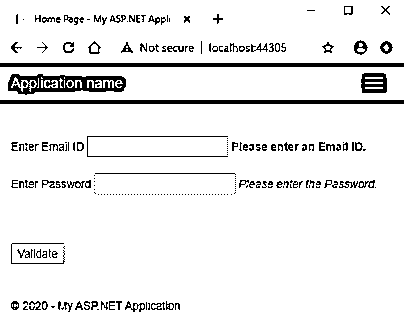 Home Page - My ASP.NET Appli
Not secure | localhost:44305
Application name
Enter Email ID Please enter an Email ID.
Enter Password Please enter the Password.
Validate
© 2020 - My ASP.NET Application